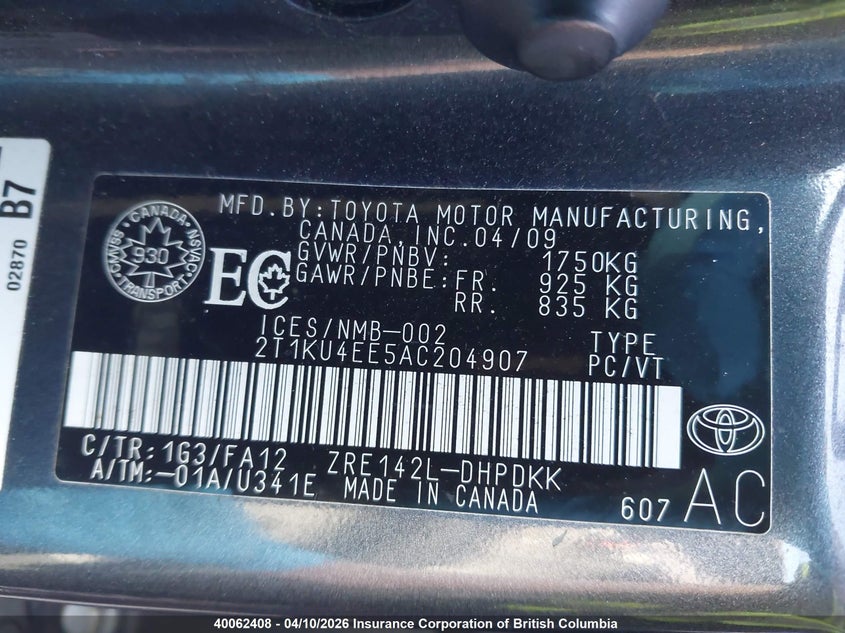 B7
02870
CANADA
930
CMVSS NSVAC
TRANSPORT
EC
MFD.BY:TOYOTA MOTOR MANUFACTURING,
CANADA,INC.04/09
GVWR/PNBV: 1750KG
GAWR/PNBE:FR. 925 KG
RR. 835 KG
ICES/NMB-002 TYPE
2T1KU4EE5AC204907 PC/VT
C/TR:1G3/FA12 ZRE142L-DHPDKK
A/TM:-01A/U341E MADE IN CANADA
607 AC
40062408 - 04/10/2026 Insurance Corporation of British Columbia